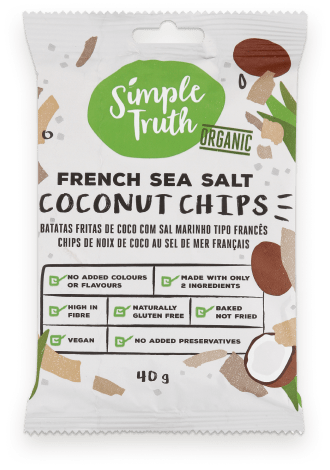 Simple
Truth
ORGANIC
FRENCH SEA SALT
COCONUT CHIPS
BATATAS FRITAS DE COCO COM SAL MARINHO TIPO FRANCÊS
CHIPS DE NOIX DE COCO AU SEL DE MER FRANÇAIS
NO ADDED COLOURS
OR FLAVOURS
MADE WITH ONLY
2 INGREDIENTS
HIGH IN
FIBRE
NATURALLY
GLUTEN FREE
BAKED
NOT FRIED
VEGAN
NO ADDED PRESERVATIVES
40 g